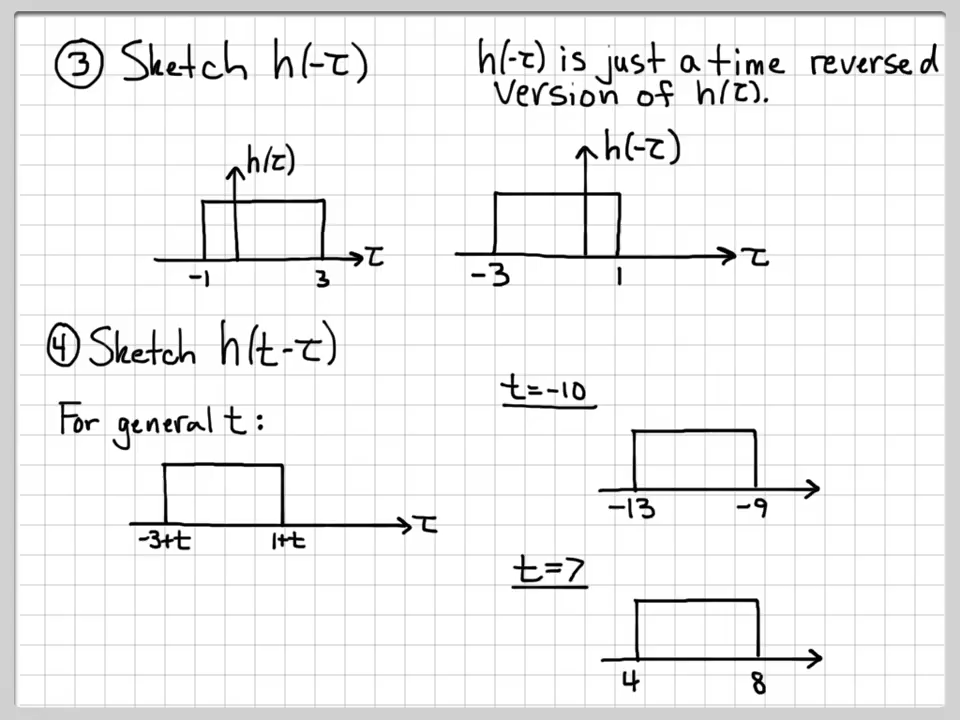 ③ Sketch h(-τ)
h(-τ) is just a time reversed
version of h(τ).
h(τ)
τ
-1
3
h(-τ)
τ
-3
1
④ Sketch h(t-τ)
For general t:
τ
-3+t
1+t
t=-10
-13
-9
t=7
4
8